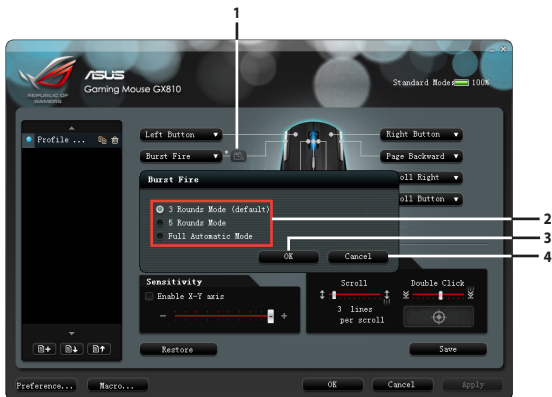 1
REPUBLIC OF
GAMERS
ASUS
Gaming Mouse GX810
Standard Mode 100%
Profile ...
Left Button
Right Button
Burst Fire
Page Backward
oll Right
oll Button
Burst Fire
3 Rounds Mode (default)
5 Rounds Mode
Full Automatic Mode
2
OK
Cancel
3
4
Sensitivity
Enable X-Y axis
- +
Scroll
3 lines
per scroll
Double Click
Restore
Save
Preference...
Macro...
OK
Cancel
Apply